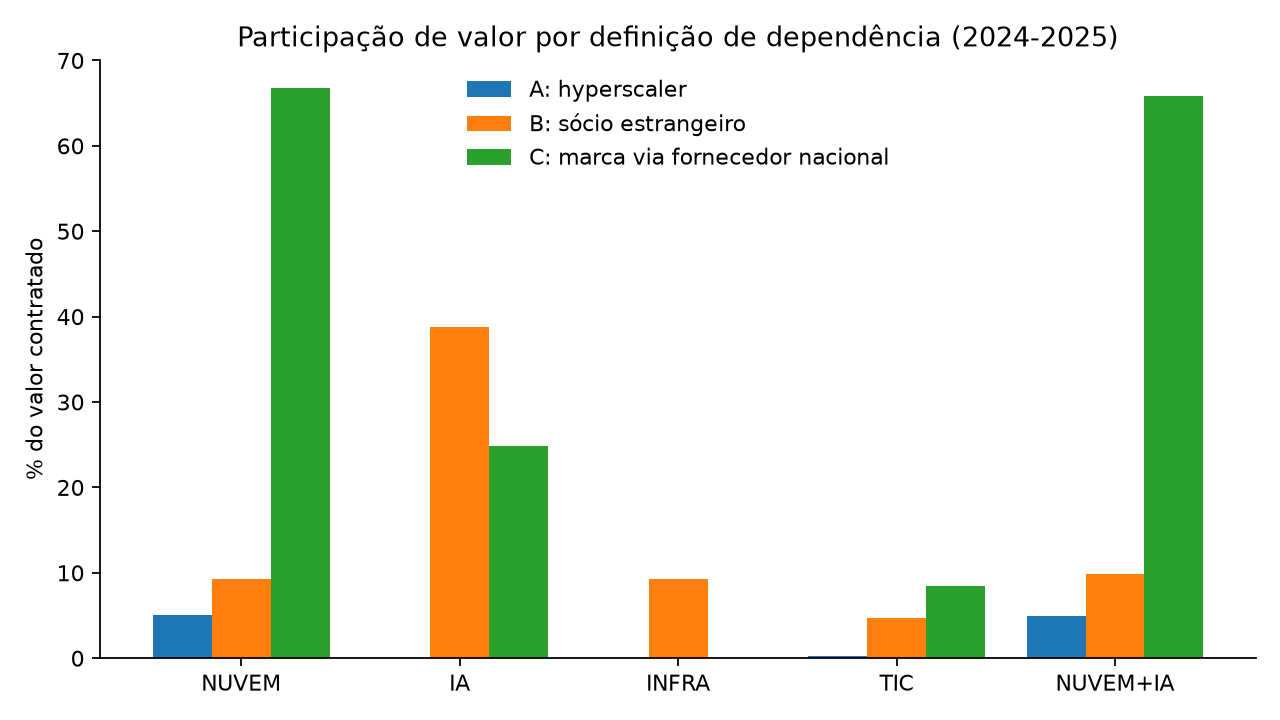 Participação de valor por definição de dependência (2024-2025)
70
60
50
40
30
20
10
0
% do valor contratado
A: hyperscaler
B: sócio estrangeiro
C: marca via fornecedor nacional
NUVEM
IA
INFRA
TIC
NUVEM+IA